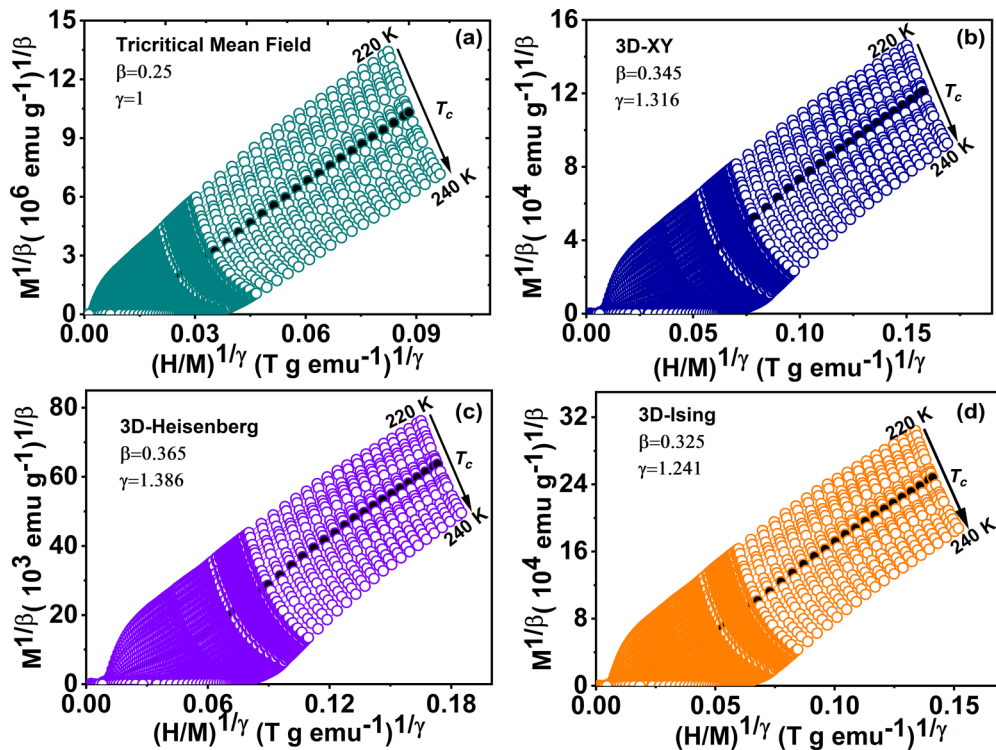 (a)
Tricritical Mean Field
β=0.25
γ=1
220 K
Tc
240 K
15
12
9
6
3
0
0.00 0.03 0.06 0.09
M^1/β( 10^6 emu g^-1)^1/β
(H/M)^1/γ (T g emu^-1)^1/γ
(b)
3D-XY
β=0.345
γ=1.316
220 K
Tc
240 K
16
12
8
4
0
0.00 0.05 0.10 0.15
M^1/β( 10^4 emu g^-1)^1/β
(H/M)^1/γ (T g emu^-1)^1/γ
(c)
3D-Heisenberg
β=0.365
γ=1.386
220 K
Tc
240 K
80
60
40
20
0
0.00 0.06 0.12 0.18
M^1/β( 10^3 emu g^-1)^1/β
(H/M)^1/γ (T g emu^-1)^1/γ
(d)
3D-Ising
β=0.325
γ=1.241
220 K
Tc
240 K
32
24
16
8
0
0.00 0.05 0.10 0.15
M^1/β( 10^4 emu g^-1)^1/β
(H/M)^1/γ (T g emu^-1)^1/γ